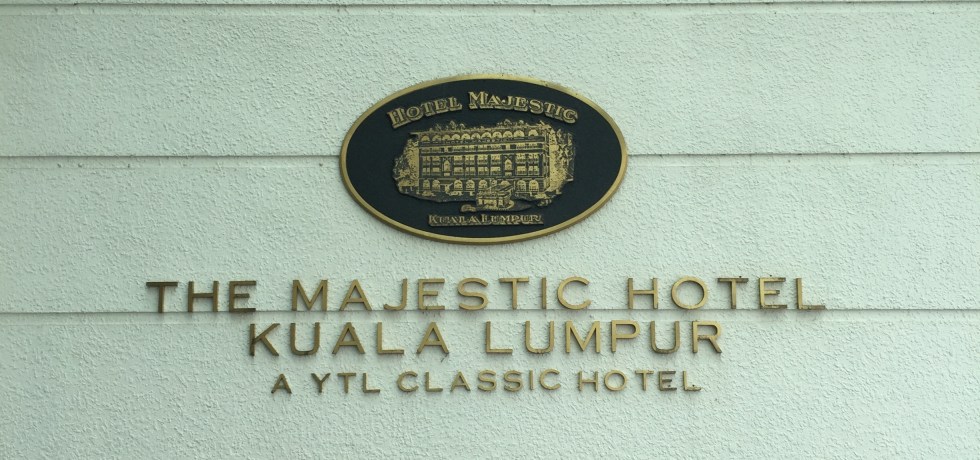 HOTEL MAJESTIC
KUALA LUMPUR
THE MAJESTIC HOTEL
KUALA LUMPUR
A YTL CLASSIC HOTEL